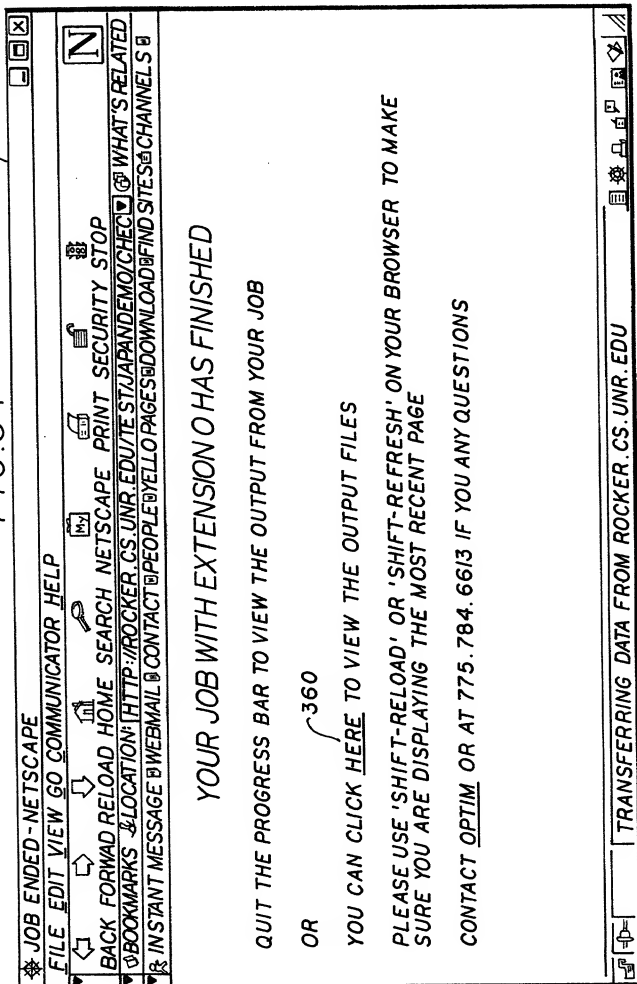 JOB ENDED-NETSCAPE
FILE EDIT VIEW GO COMMUNICATOR HELP
N
My
BACK FORWAD RELOAD HOME SEARCH NETSCAPE PRINT SECURITY STOP
BOOKMARKS LOCATION: HTTP://ROCKER.CS.UNR.EDU/TEST/JAPANDEMO/CHEC WHAT'S RELATED
INSTANT MESSAGE WEBMAIL CONTACT PEOPLE YELLO PAGES DOWNLOAD FIND SITES CHANNELS
YOUR JOB WITH EXTENSION O HAS FINISHED
QUIT THE PROGRESS BAR TO VIEW THE OUTPUT FROM YOUR JOB
OR
360
YOU CAN CLICK HERE TO VIEW THE OUTPUT FILES
PLEASE USE 'SHIFT-RELOAD' OR 'SHIFT-REFRESH' ON YOUR BROWSER TO MAKE
SURE YOU ARE DISPLAYING THE MOST RECENT PAGE
CONTACT OPTIM OR AT 775.784.6613 IF YOU ANY QUESTIONS
TRANSFERRING DATA FROM ROCKER.CS.UNR.EDU